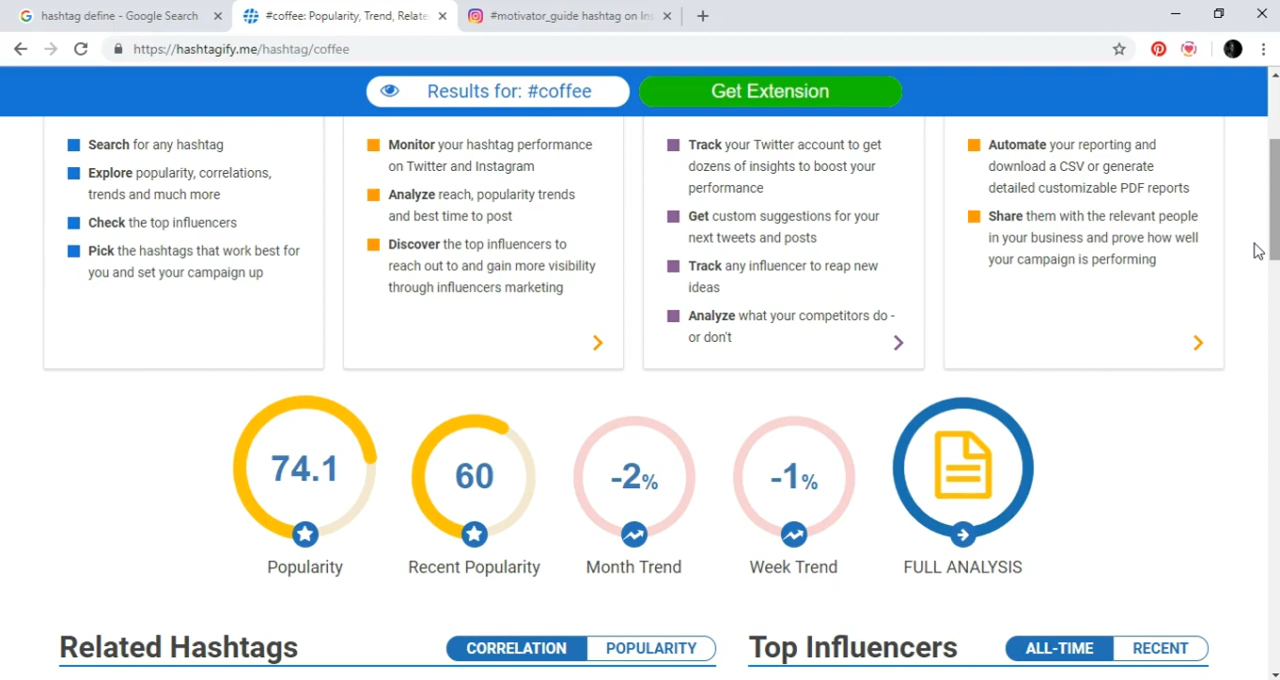 hashtag define - Google Search
#coffee: Popularity, Trend, Relate
#motivator_guide hashtag on Ins
https://hashtagify.me/hashtag/coffee
Results for: #coffee
Get Extension
Search for any hashtag
Explore popularity, correlations,
trends and much more
Check the top influencers
Pick the hashtags that work best for
you and set your campaign up
Monitor your hashtag performance
on Twitter and Instagram
Analyze reach, popularity trends
and best time to post
Discover the top influencers to
reach out to and gain more visibility
through influencers marketing
Track your Twitter account to get
dozens of insights to boost your
performance
Get custom suggestions for your
next tweets and posts
Track any influencer to reap new
ideas
Analyze what your competitors do -
or don't
Automate your reporting and
download a CSV or generate
detailed customizable PDF reports
Share them with the relevant people
in your business and prove how well
your campaign is performing
74.1
Popularity
60
Recent Popularity
-2%
Month Trend
-1%
Week Trend
FULL ANALYSIS
Related Hashtags
CORRELATION
POPULARITY
Top Influencers
ALL-TIME
RECENT